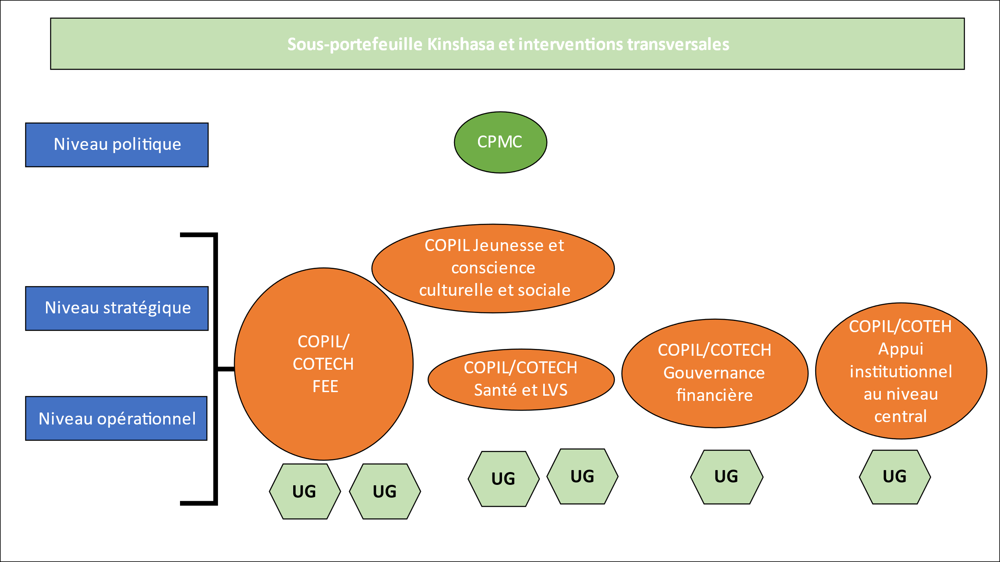 Sous-portefeuille Kinshasa et interventions transversales
Niveau politique
CPMC
COPIL Jeunesse et
conscience
culturelle et sociale
Niveau stratégique
COPIL/
COTECH
FEE
COPIL/COTECH
Santé et LVS
COPIL/COTECH
Gouvernance
financière
COPIL/COTEH
Appui
institutionnel
au niveau
central
Niveau opérationnel
UG
UG
UG
UG
UG
UG